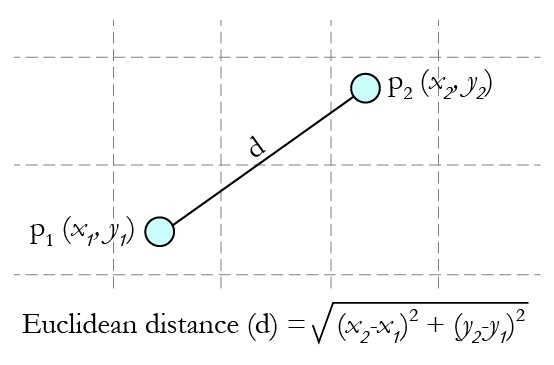 p₂ (x₂,y₂)
d
p₁ (x₁,y₁)
Euclidean distance (d) = √(x₂-x₁)² + (y₂-y₁)²